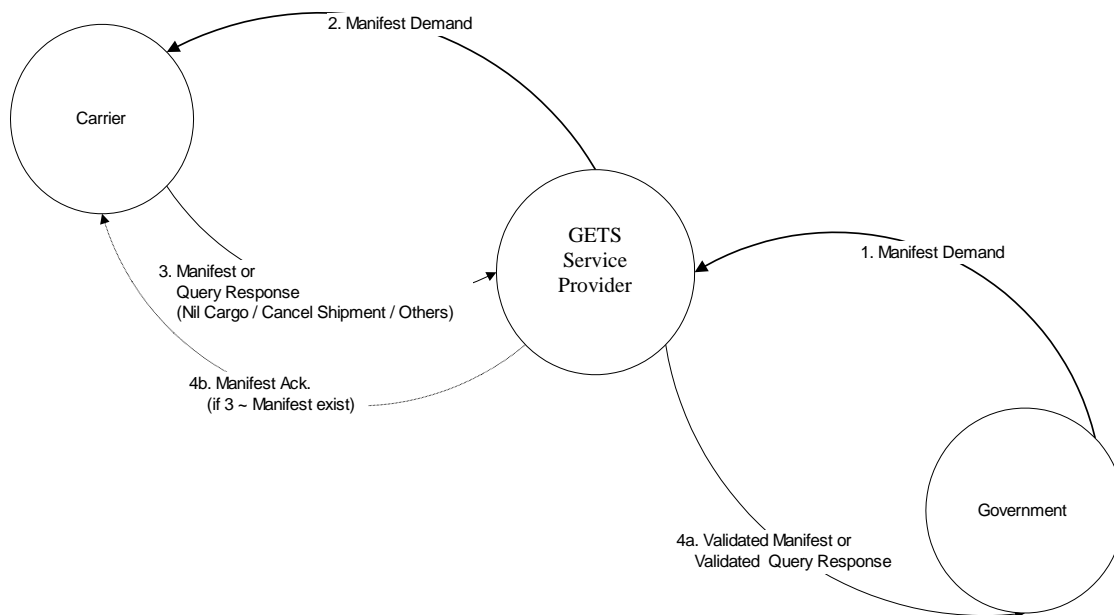 2. Manifest Demand
Carrier
GETS
Service
Provider
1. Manifest Demand
3. Manifest or
Query Response
(Nil Cargo / Cancel Shipment / Others)
4b. Manifest Ack.
(if 3 ~ Manifest exist)
Government
4a. Validated Manifest or
Validated  Query Response